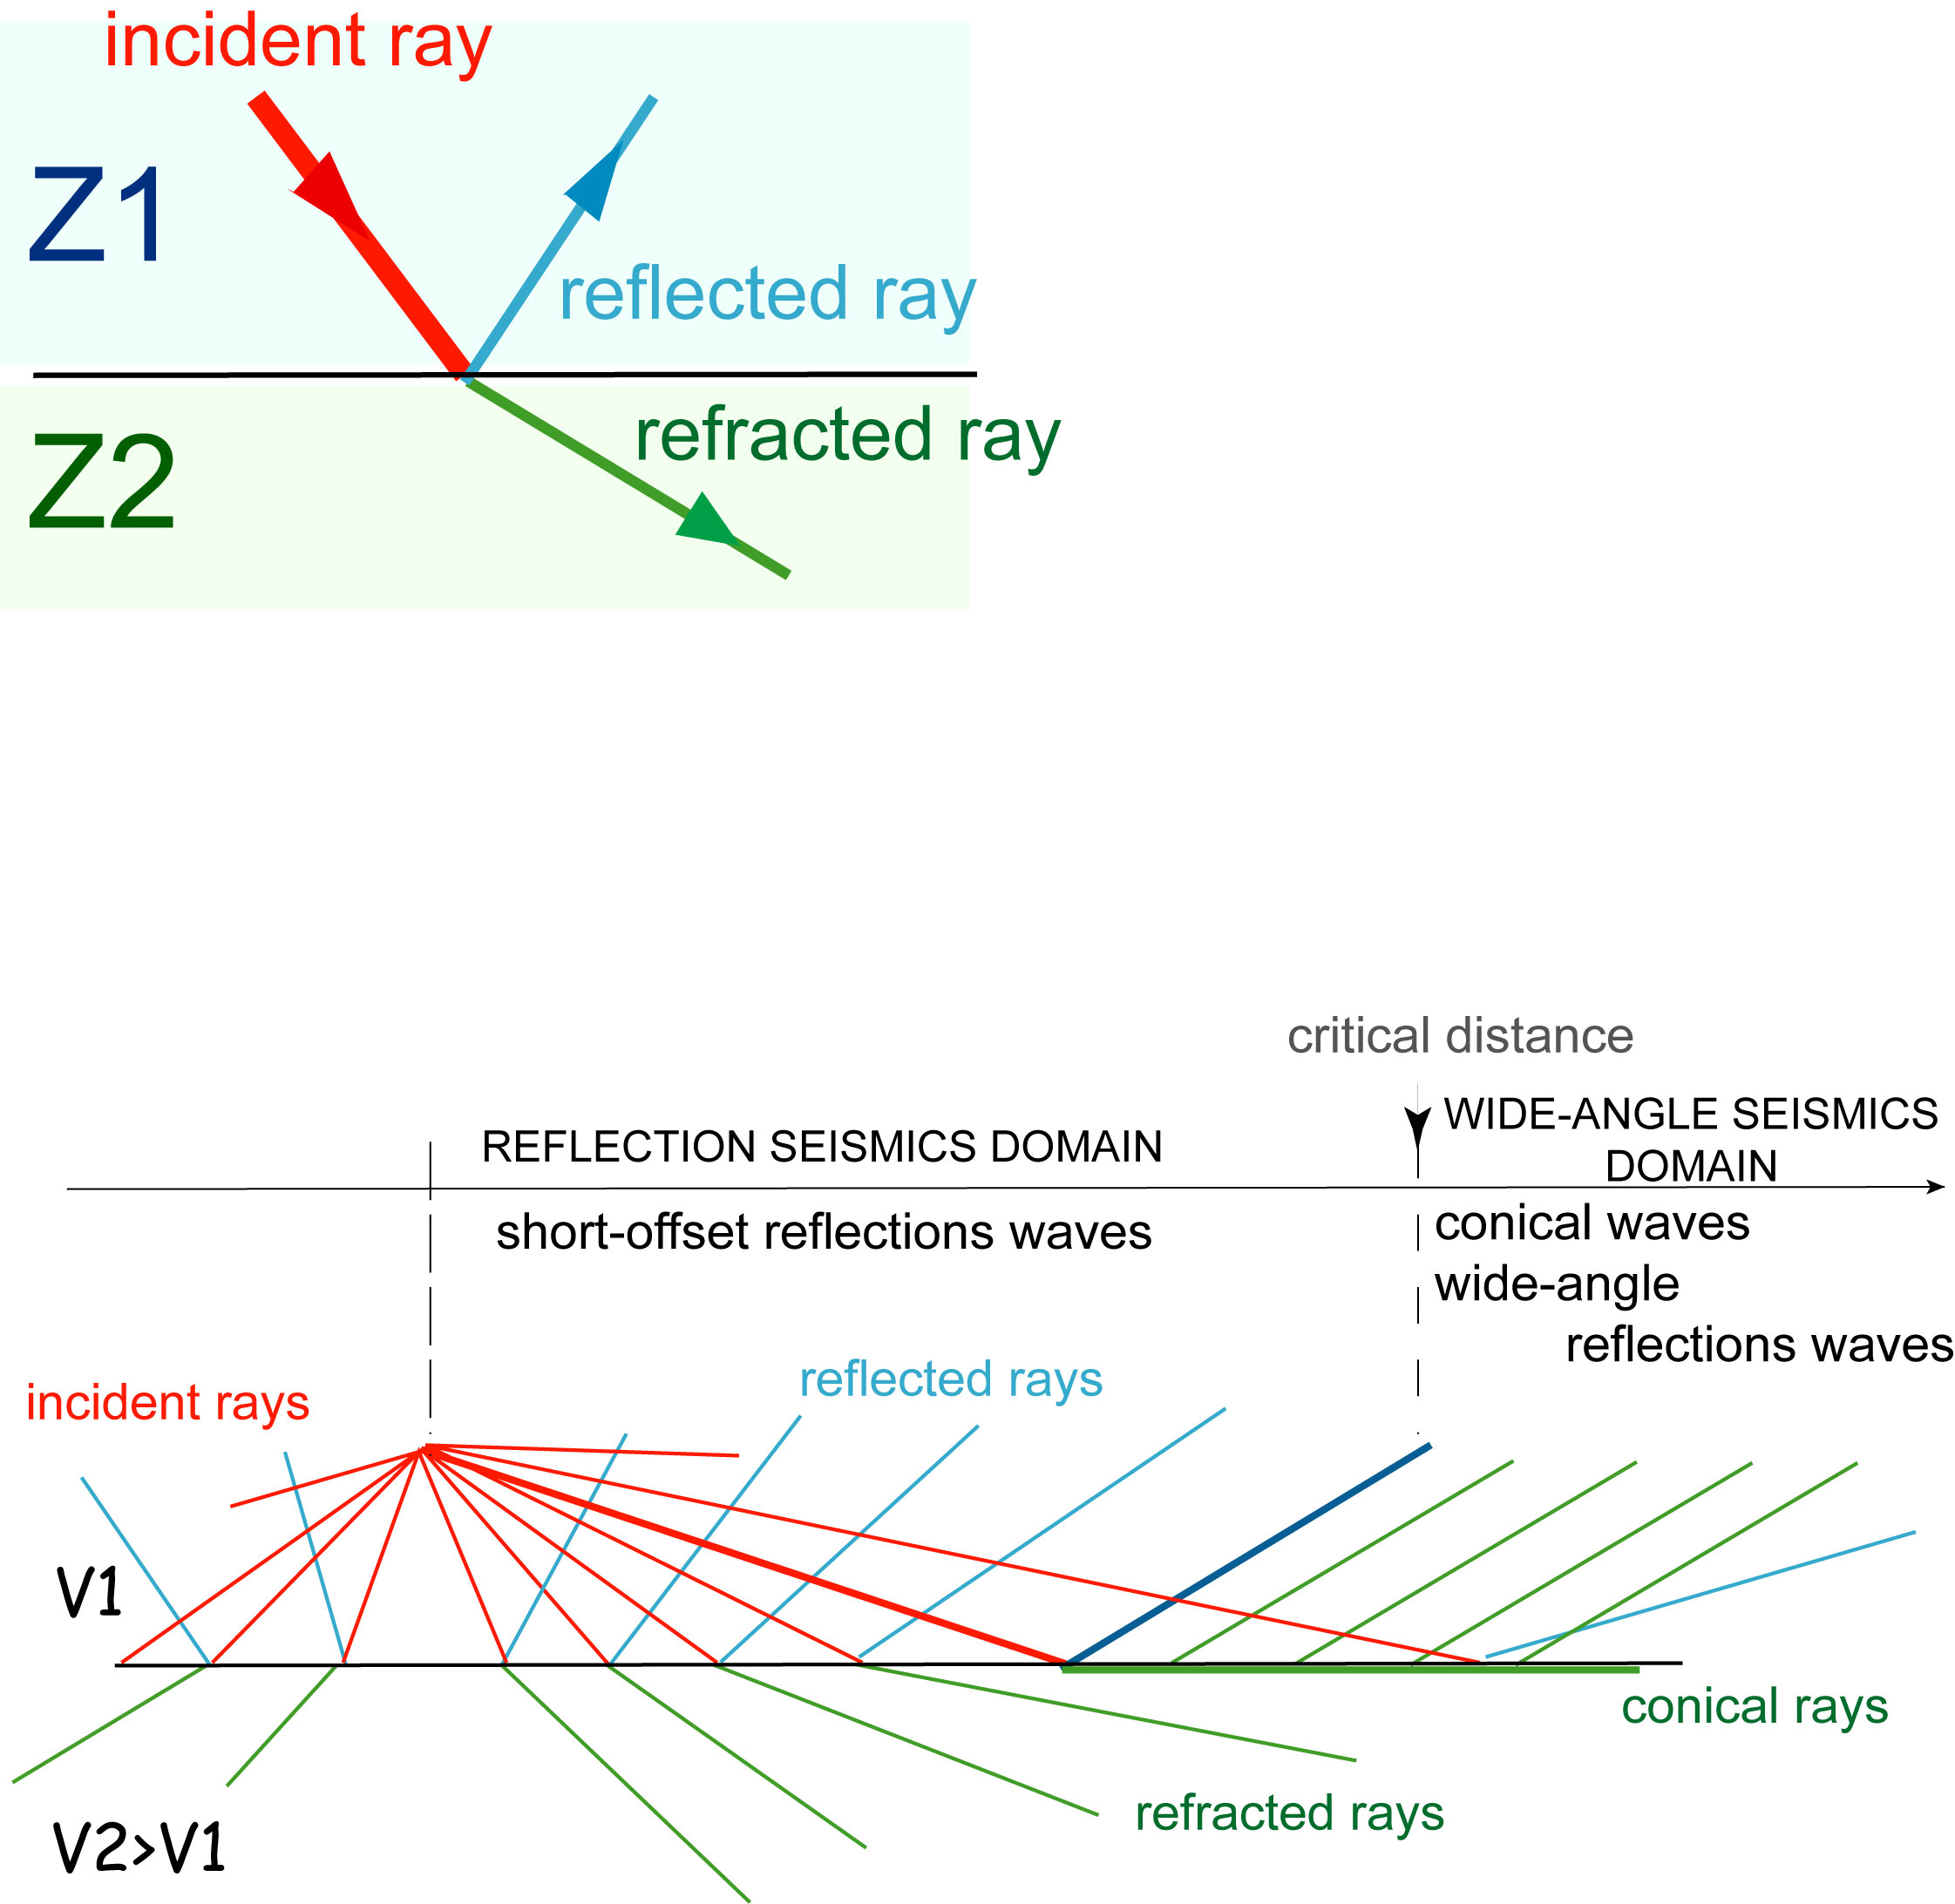 incident ray
Z1
reflected ray
refracted ray
Z2
critical distance
WIDE-ANGLE SEISMICS
DOMAIN
REFLECTION SEISMICS DOMAIN
short-offset reflections waves
conical waves
wide-angle
reflections waves
incident rays
reflected rays
V1
conical rays
refracted rays
V2>V1